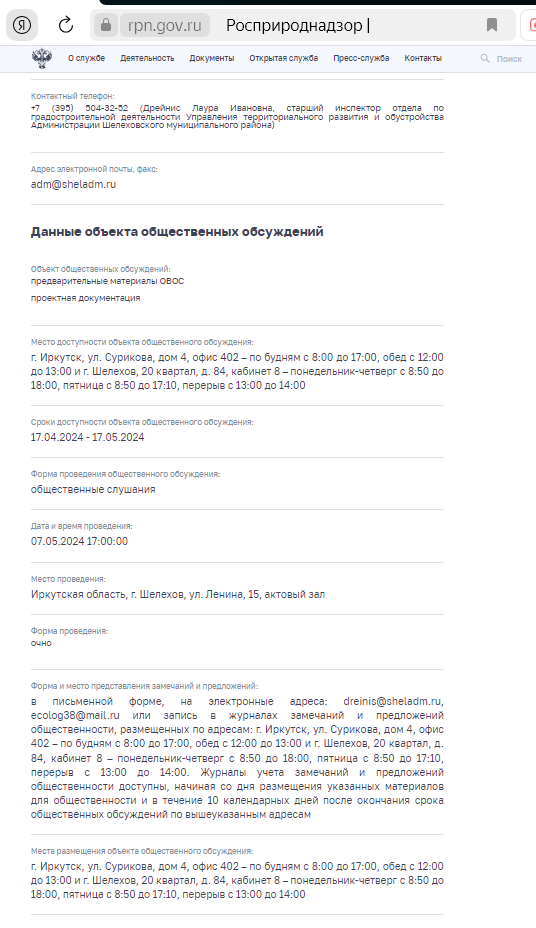 Я rpn.gov.ru Росприроднадзор |
О службе Деятельность Документы Открытая служба Пресс-служба Контакты Поиск
Контактный телефон:
+7 (395) 504-32-52 (Дрейнис Лаура Ивановна, старший инспектор отдела по
градостроительной деятельности Управления территориального развития и обустройства
Администрации Шелеховского муниципального района)
Адрес электронной почты, факс:
adm@sheladm.ru
Данные объекта общественных обсуждений
Объект общественных обсуждений:
предварительные материалы ОВОС
проектная документация
Место доступности объекта общественного обсуждения:
г. Иркутск, ул. Сурикова, дом 4, офис 402 – по будням с 8:00 до 17:00, обед с 12:00
до 13:00 и г. Шелехов, 20 квартал, д. 84, кабинет 8 – понедельник-четверг с 8:50 до
18:00, пятница с 8:50 до 17:10, перерыв с 13:00 до 14:00
Сроки доступности объекта общественного обсуждения:
17.04.2024 - 17.05.2024
Форма проведения общественного обсуждения:
общественные слушания
Дата и время проведения:
07.05.2024 17:00:00
Место проведения:
Иркутская область, г. Шелехов, ул. Ленина, 15, актовый зал
Форма проведения:
очно
Форма и место представления замечаний и предложений:
в письменной форме, на электронные адреса: dreinis@sheladm.ru,
ecolog38@mail.ru или запись в журналах замечаний и предложений
общественности, размещенных по адресам: г. Иркутск, ул. Сурикова, дом 4, офис
402 – по будням с 8:00 до 17:00, обед с 12:00 до 13:00 и г. Шелехов, 20 квартал, д.
84, кабинет 8 – понедельник-четверг с 8:50 до 18:00, пятница с 8:50 до 17:10,
перерыв с 13:00 до 14:00. Журналы учета замечаний и предложений
общественности доступны, начиная со дня размещения указанных материалов
для общественности и в течение 10 календарных дней после окончания срока
общественных обсуждений по вышеуказанным адресам
Места размещения объекта общественного обсуждения:
г. Иркутск, ул. Сурикова, дом 4, офис 402 – по будням с 8:00 до 17:00, обед с 12:00
до 13:00 и г. Шелехов, 20 квартал, д. 84, кабинет 8 – понедельник-четверг с 8:50 до
18:00, пятница с 8:50 до 17:10, перерыв с 13:00 до 14:00